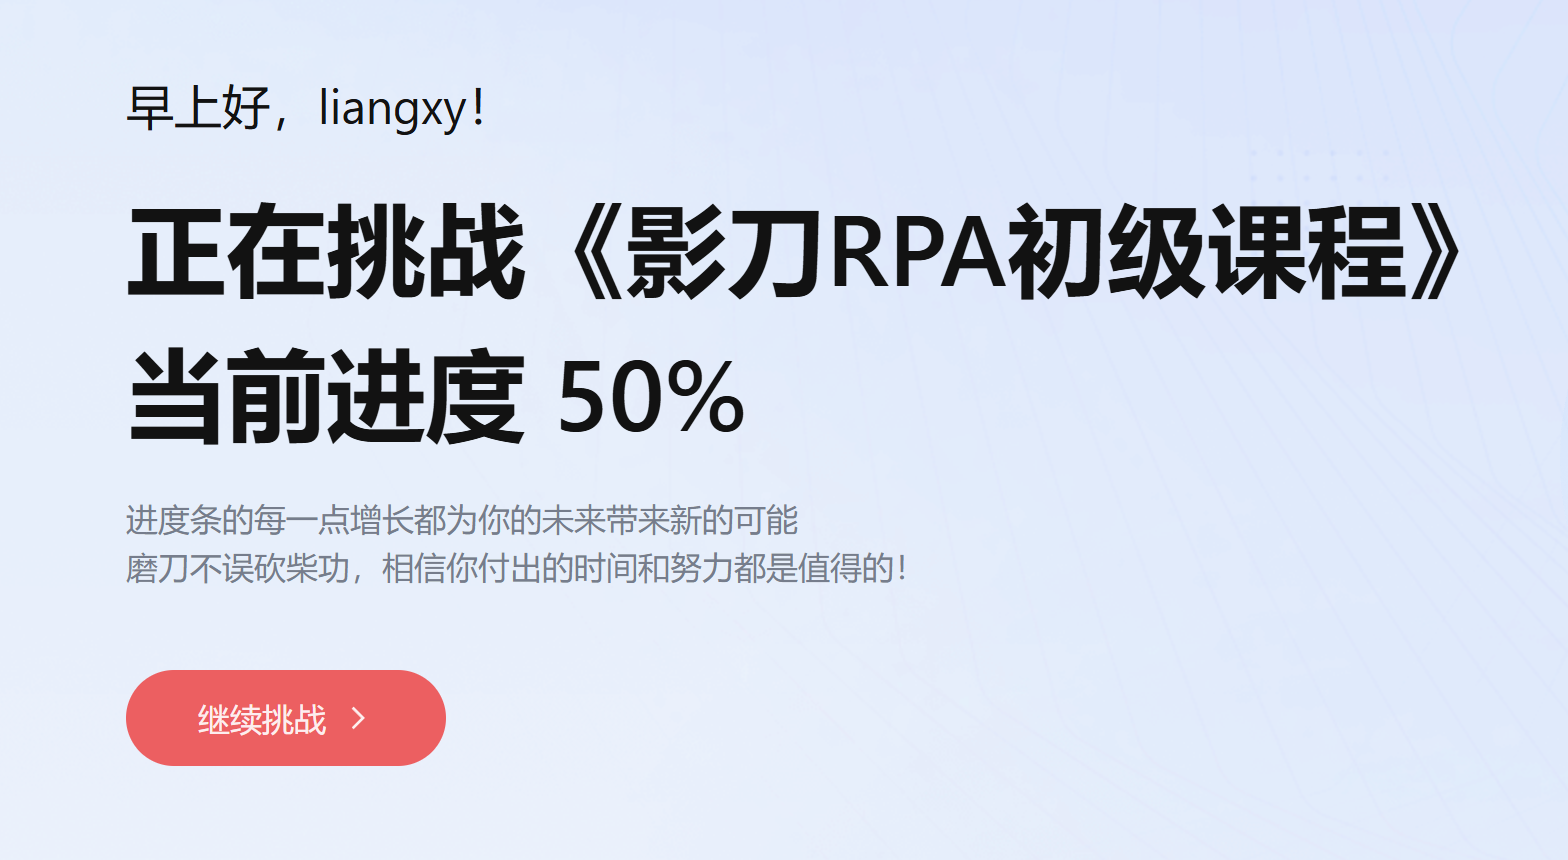 早上好，liangxy！
正在挑战《影刀RPA初级课程》
当前进度 50%
进度条的每一点增长都为你的未来带来新的可能
磨刀不误砍柴功，相信你付出的时间和努力都是值得的！
继续挑战 >